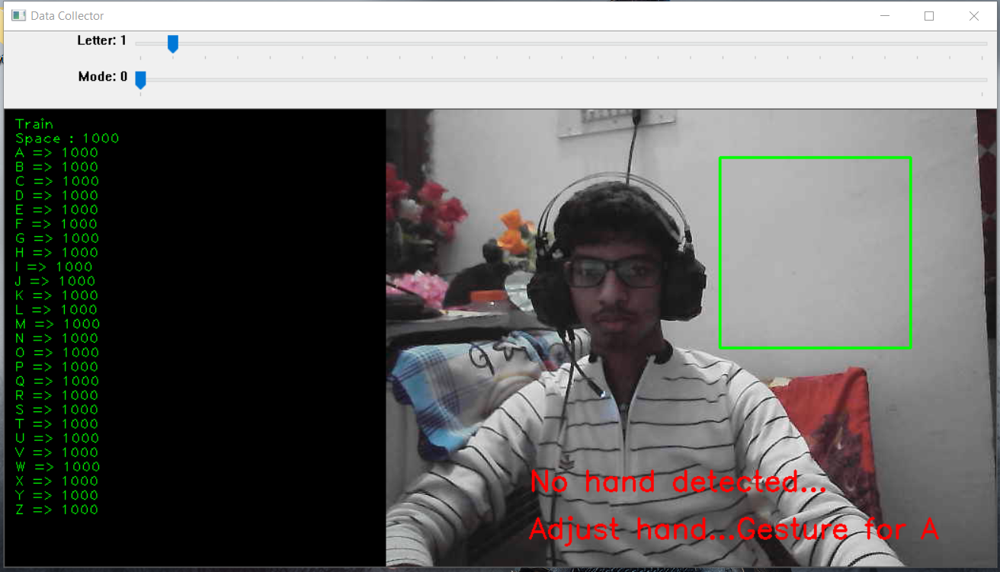 Data Collector
Letter: 1
Mode: 0
Train
Space : 1000
A => 1000
B => 1000
C => 1000
D => 1000
E => 1000
F => 1000
G => 1000
H => 1000
I => 1000
J => 1000
K => 1000
L => 1000
M => 1000
N => 1000
O => 1000
P => 1000
Q => 1000
R => 1000
S => 1000
T => 1000
U => 1000
V => 1000
W => 1000
X => 1000
Y => 1000
Z => 1000
No hand detected...
Adjust hand...Gesture for A